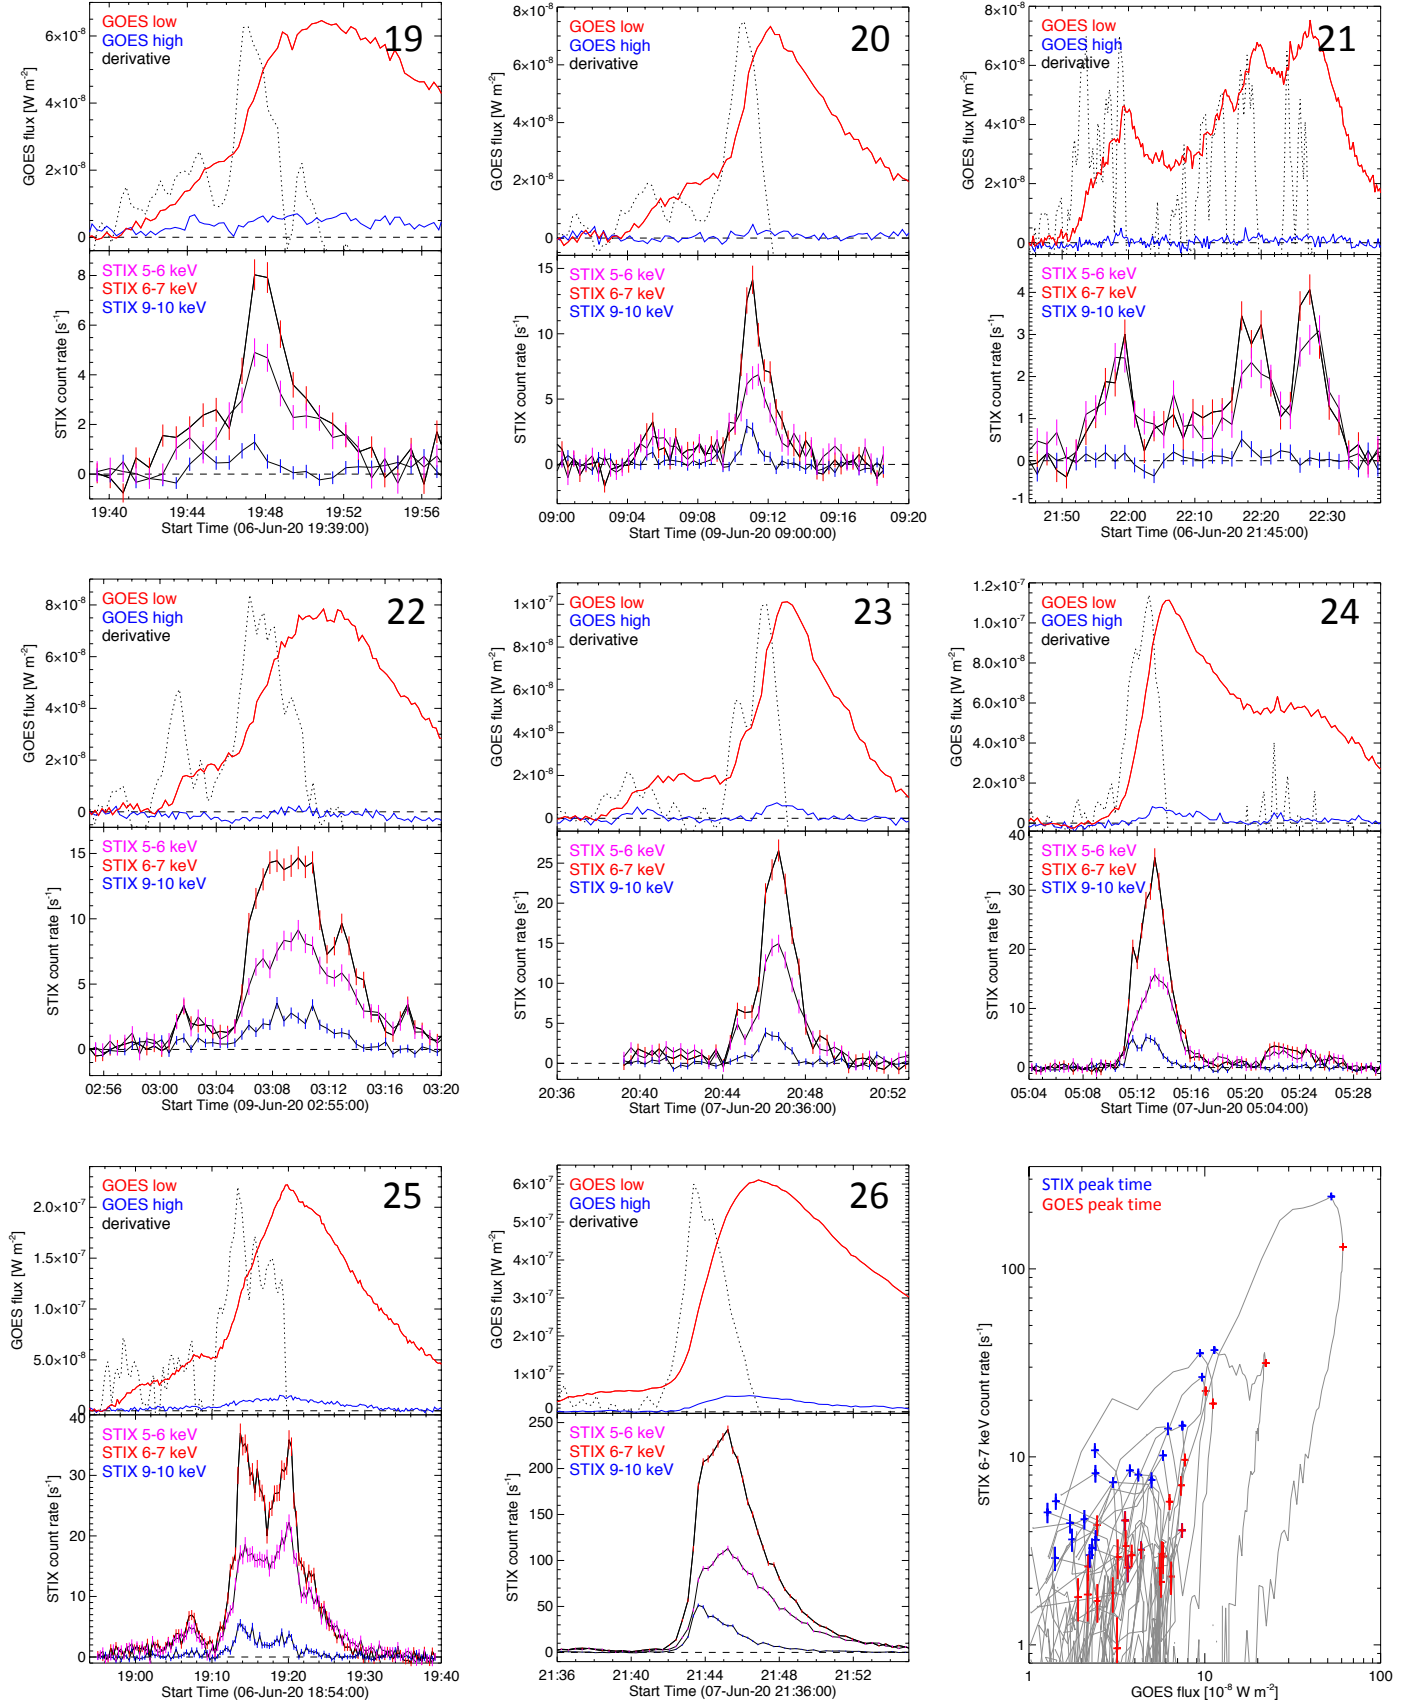 GOES low
GOES high
derivative
19
6×10⁻⁸
4×10⁻⁸
2×10⁻⁸
0
GOES flux [W m⁻²]
STIX 5-6 keV
STIX 6-7 keV
STIX 9-10 keV
8
6
4
2
0
STIX count rate [s⁻¹]
19:40 19:44 19:48 19:52 19:56
Start Time (06-Jun-20 19:39:00)
GOES low
GOES high
derivative
20
8×10⁻⁸
6×10⁻⁸
4×10⁻⁸
2×10⁻⁸
0
GOES flux [W m⁻²]
STIX 5-6 keV
STIX 6-7 keV
STIX 9-10 keV
15
10
5
0
STIX count rate [s⁻¹]
09:00 09:04 09:08 09:12 09:16 09:20
Start Time (09-Jun-20 09:00:00)
GOES low
GOES high
derivative
21
8×10⁻⁸
6×10⁻⁸
4×10⁻⁸
2×10⁻⁸
0
GOES flux [W m⁻²]
STIX 5-6 keV
STIX 6-7 keV
STIX 9-10 keV
4
3
2
1
0
-1
STIX count rate [s⁻¹]
21:50 22:00 22:10 22:20 22:30
Start Time (06-Jun-20 21:45:00)
GOES low
GOES high
derivative
22
8×10⁻⁸
6×10⁻⁸
4×10⁻⁸
2×10⁻⁸
0
GOES flux [W m⁻²]
STIX 5-6 keV
STIX 6-7 keV
STIX 9-10 keV
15
10
5
0
STIX count rate [s⁻¹]
02:56 03:00 03:04 03:08 03:12 03:16 03:20
Start Time (09-Jun-20 02:55:00)
GOES low
GOES high
derivative
23
1×10⁻⁷
8×10⁻⁸
6×10⁻⁸
4×10⁻⁸
2×10⁻⁸
0
GOES flux [W m⁻²]
STIX 5-6 keV
STIX 6-7 keV
STIX 9-10 keV
25
20
15
10
5
0
STIX count rate [s⁻¹]
20:36 20:40 20:44 20:48 20:52
Start Time (07-Jun-20 20:36:00)
GOES low
GOES high
derivative
24
1.2×10⁻⁷
1.0×10⁻⁷
8.0×10⁻⁸
6.0×10⁻⁸
4.0×10⁻⁸
2.0×10⁻⁸
0
GOES flux [W m⁻²]
STIX 5-6 keV
STIX 6-7 keV
STIX 9-10 keV
40
30
20
10
0
STIX count rate [s⁻¹]
05:04 05:08 05:12 05:16 05:20 05:24 05:28
Start Time (07-Jun-20 05:04:00)
GOES low
GOES high
derivative
25
2.0×10⁻⁷
1.5×10⁻⁷
1.0×10⁻⁷
5.0×10⁻⁸
0
GOES flux [W m⁻²]
STIX 5-6 keV
STIX 6-7 keV
STIX 9-10 keV
40
30
20
10
0
STIX count rate [s⁻¹]
19:00 19:10 19:20 19:30 19:40
Start Time (06-Jun-20 18:54:00)
GOES low
GOES high
derivative
26
6×10⁻⁷
5×10⁻⁷
4×10⁻⁷
3×10⁻⁷
2×10⁻⁷
1×10⁻⁷
0
GOES flux [W m⁻²]
STIX 5-6 keV
STIX 6-7 keV
STIX 9-10 keV
250
200
150
100
50
0
STIX count rate [s⁻¹]
21:36 21:40 21:44 21:48 21:52
Start Time (07-Jun-20 21:36:00)
STIX peak time
GOES peak time
100
10
1
STIX 6-7 keV count rate [s⁻¹]
1 10 100
GOES flux [10⁻⁸ W m⁻²]